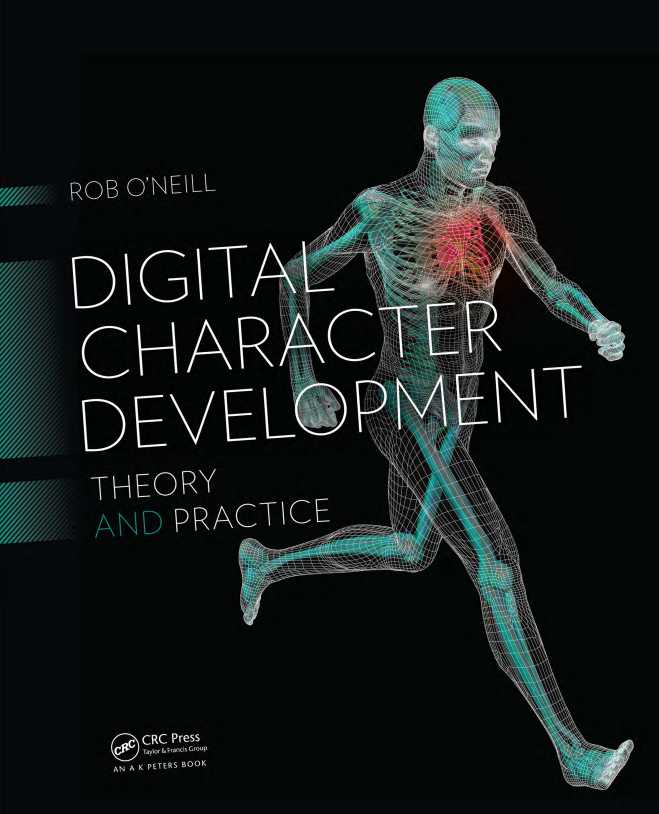 ROB O'NEILL
DIGITAL
CHARACTER
DEVELOPMENT
THEORY
AND PRACTICE
CRC
CRC Press
Taylor & Francis Group
AN A K PETERS BOOK